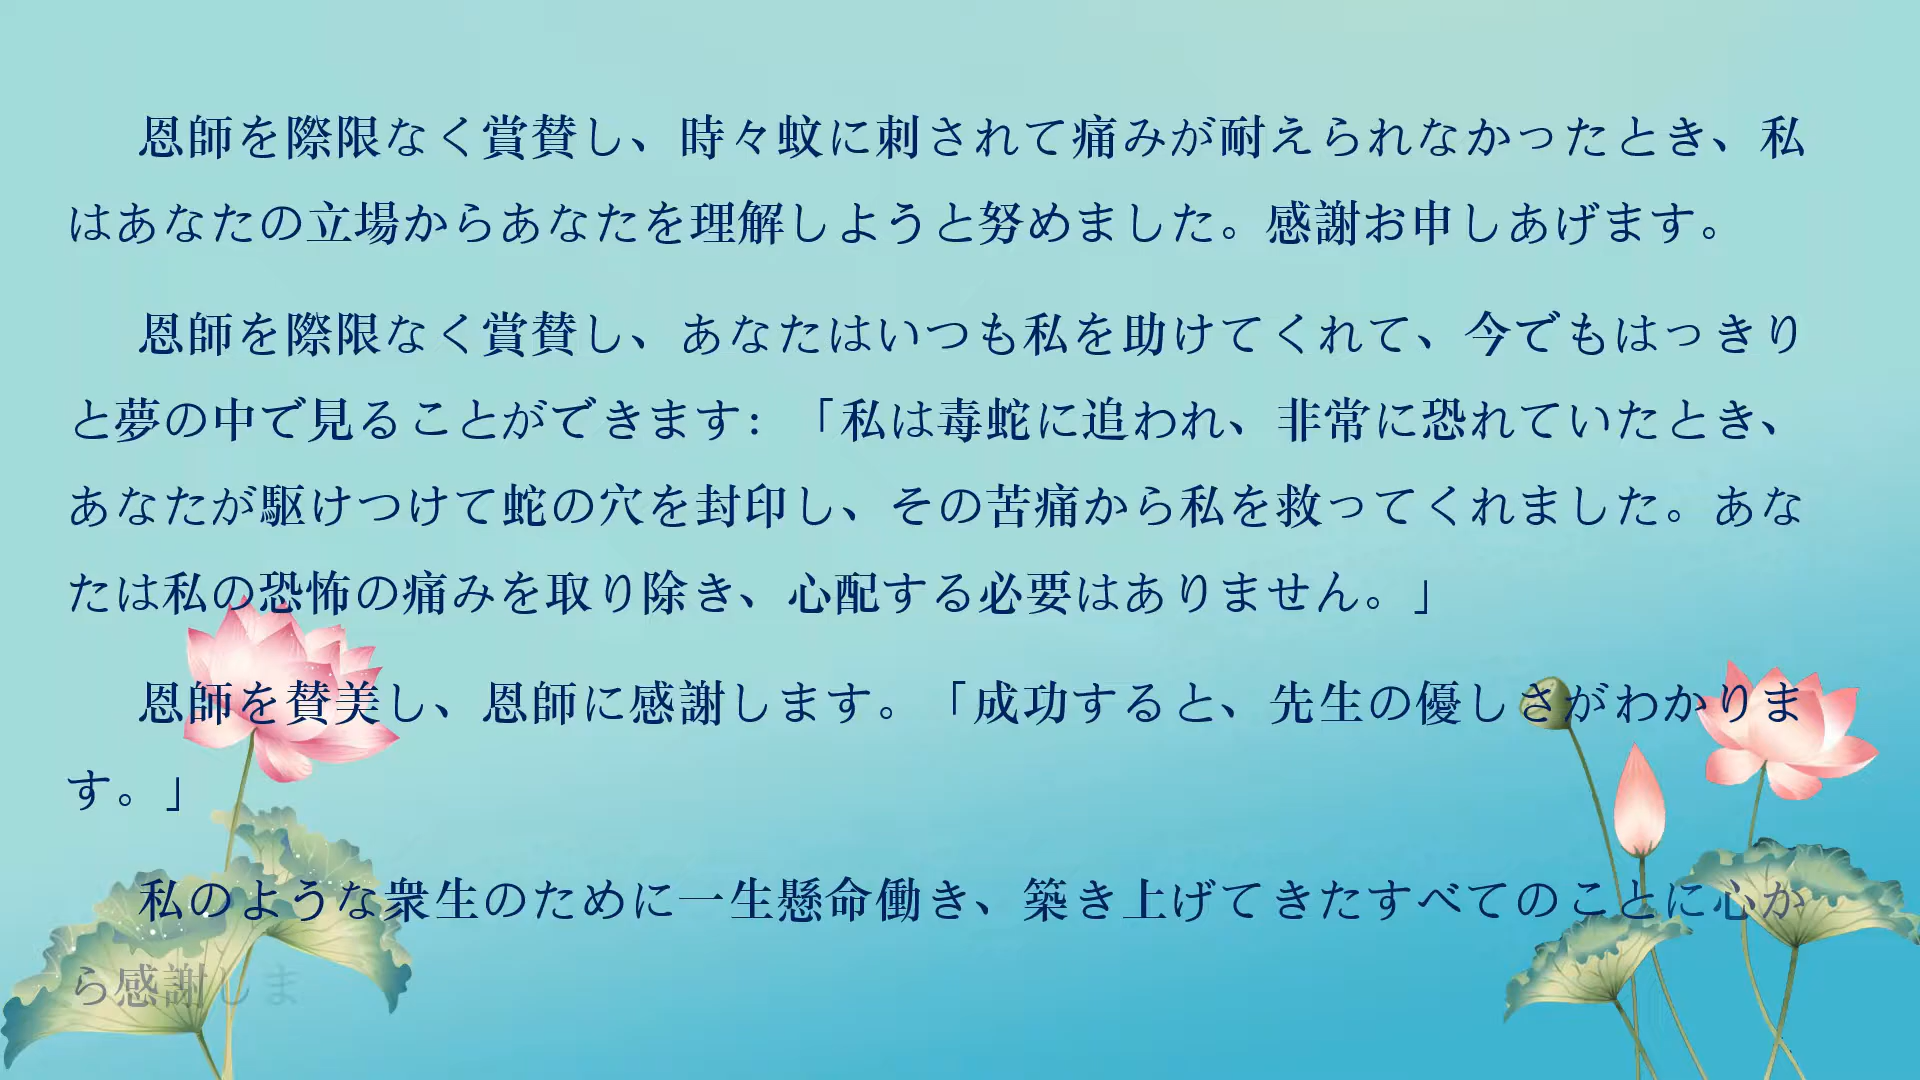 恩師を際限なく賞賛し、時々蚊に刺されて痛みが耐えられなかったとき、私
はあなたの立場からあなたを理解しようと努めました。感謝お申しあげます。
恩師を際限なく賞賛し、あなたはいつも私を助けてくれて、今でもはっきり
と夢の中で見ることができます: 「私は毒蛇に追われ、非常に恐れていたとき、
あなたが駆けつけて蛇の穴を封印し、その苦痛から私を救ってくれました。あな
たは私の恐怖の痛みを取り除き、心配する必要はありません。」
恩師を賛美し、恩師に感謝します。「成功すると、先生の優しさがわかりま
す。」
私のような衆生のために一生懸命働き、築き上げてきたすべてのことに心か
ら感謝しま